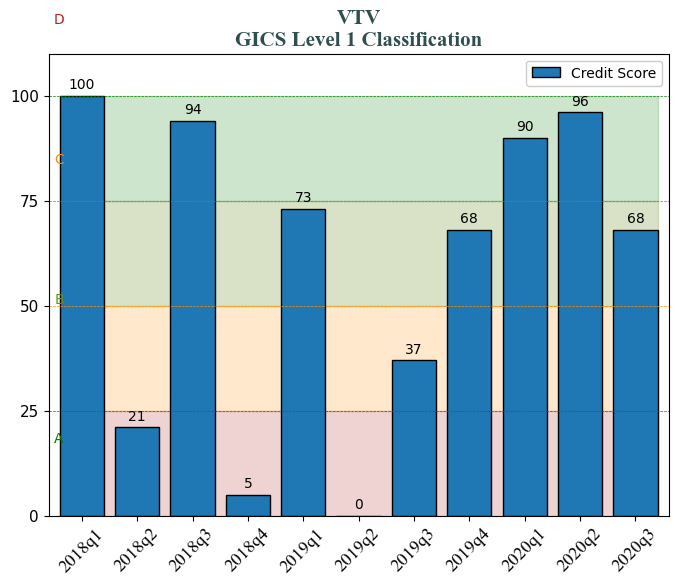 D
VTV
GICS Level 1 Classification
Credit Score
100
100
96
94
90
C
75
73
68
68
B
50
37
25
21
A
5
0
0
2018q1
2018q2
2018q3
2018q4
2019q1
2019q2
2019q3
2019q4
2020q1
2020q2
2020q3